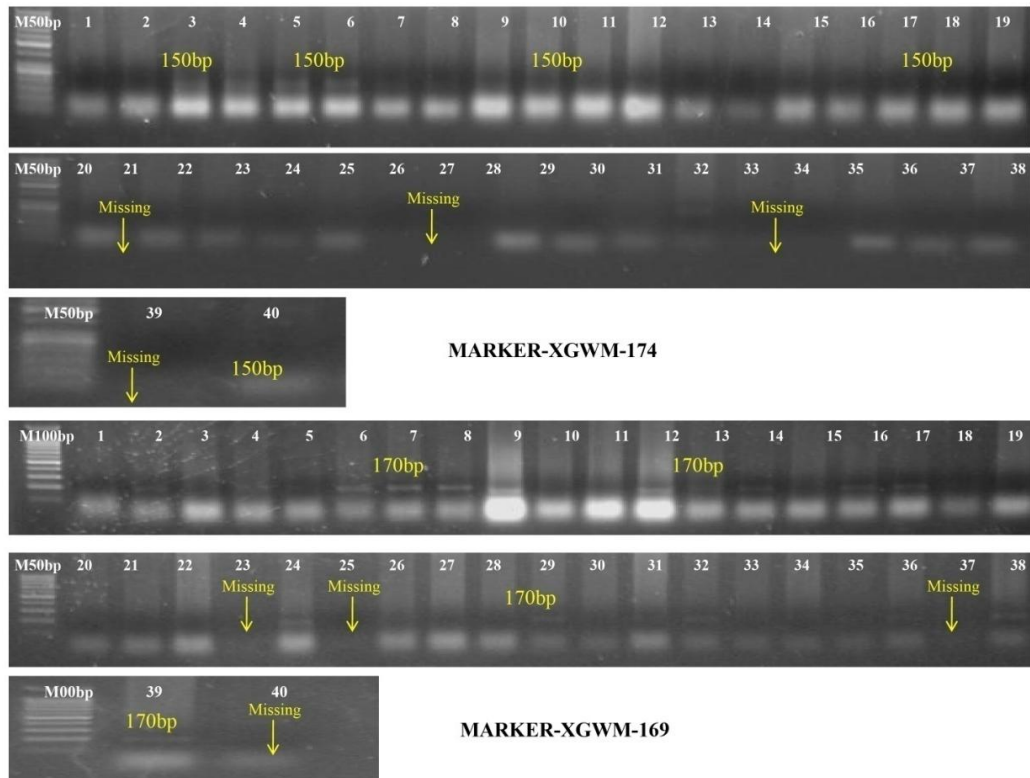 M50bp 1 2 3 4 5 6 7 8 9 10 11 12 13 14 15 16 17 18 19
150bp 150bp 150bp 150bp
M50bp 20 21 22 23 24 25 26 27 28 29 30 31 32 33 34 35 36 37 38
Missing Missing Missing
M50bp 39 40
Missing 150bp
MARKER-XGWM-174
M100bp 1 2 3 4 5 6 7 8 9 10 11 12 13 14 15 16 17 18 19
170bp 170bp
M50bp 20 21 22 23 24 25 26 27 28 29 30 31 32 33 34 35 36 37 38
Missing Missing Missing
170bp
M00bp 39 40
170bp Missing
MARKER-XGWM-169